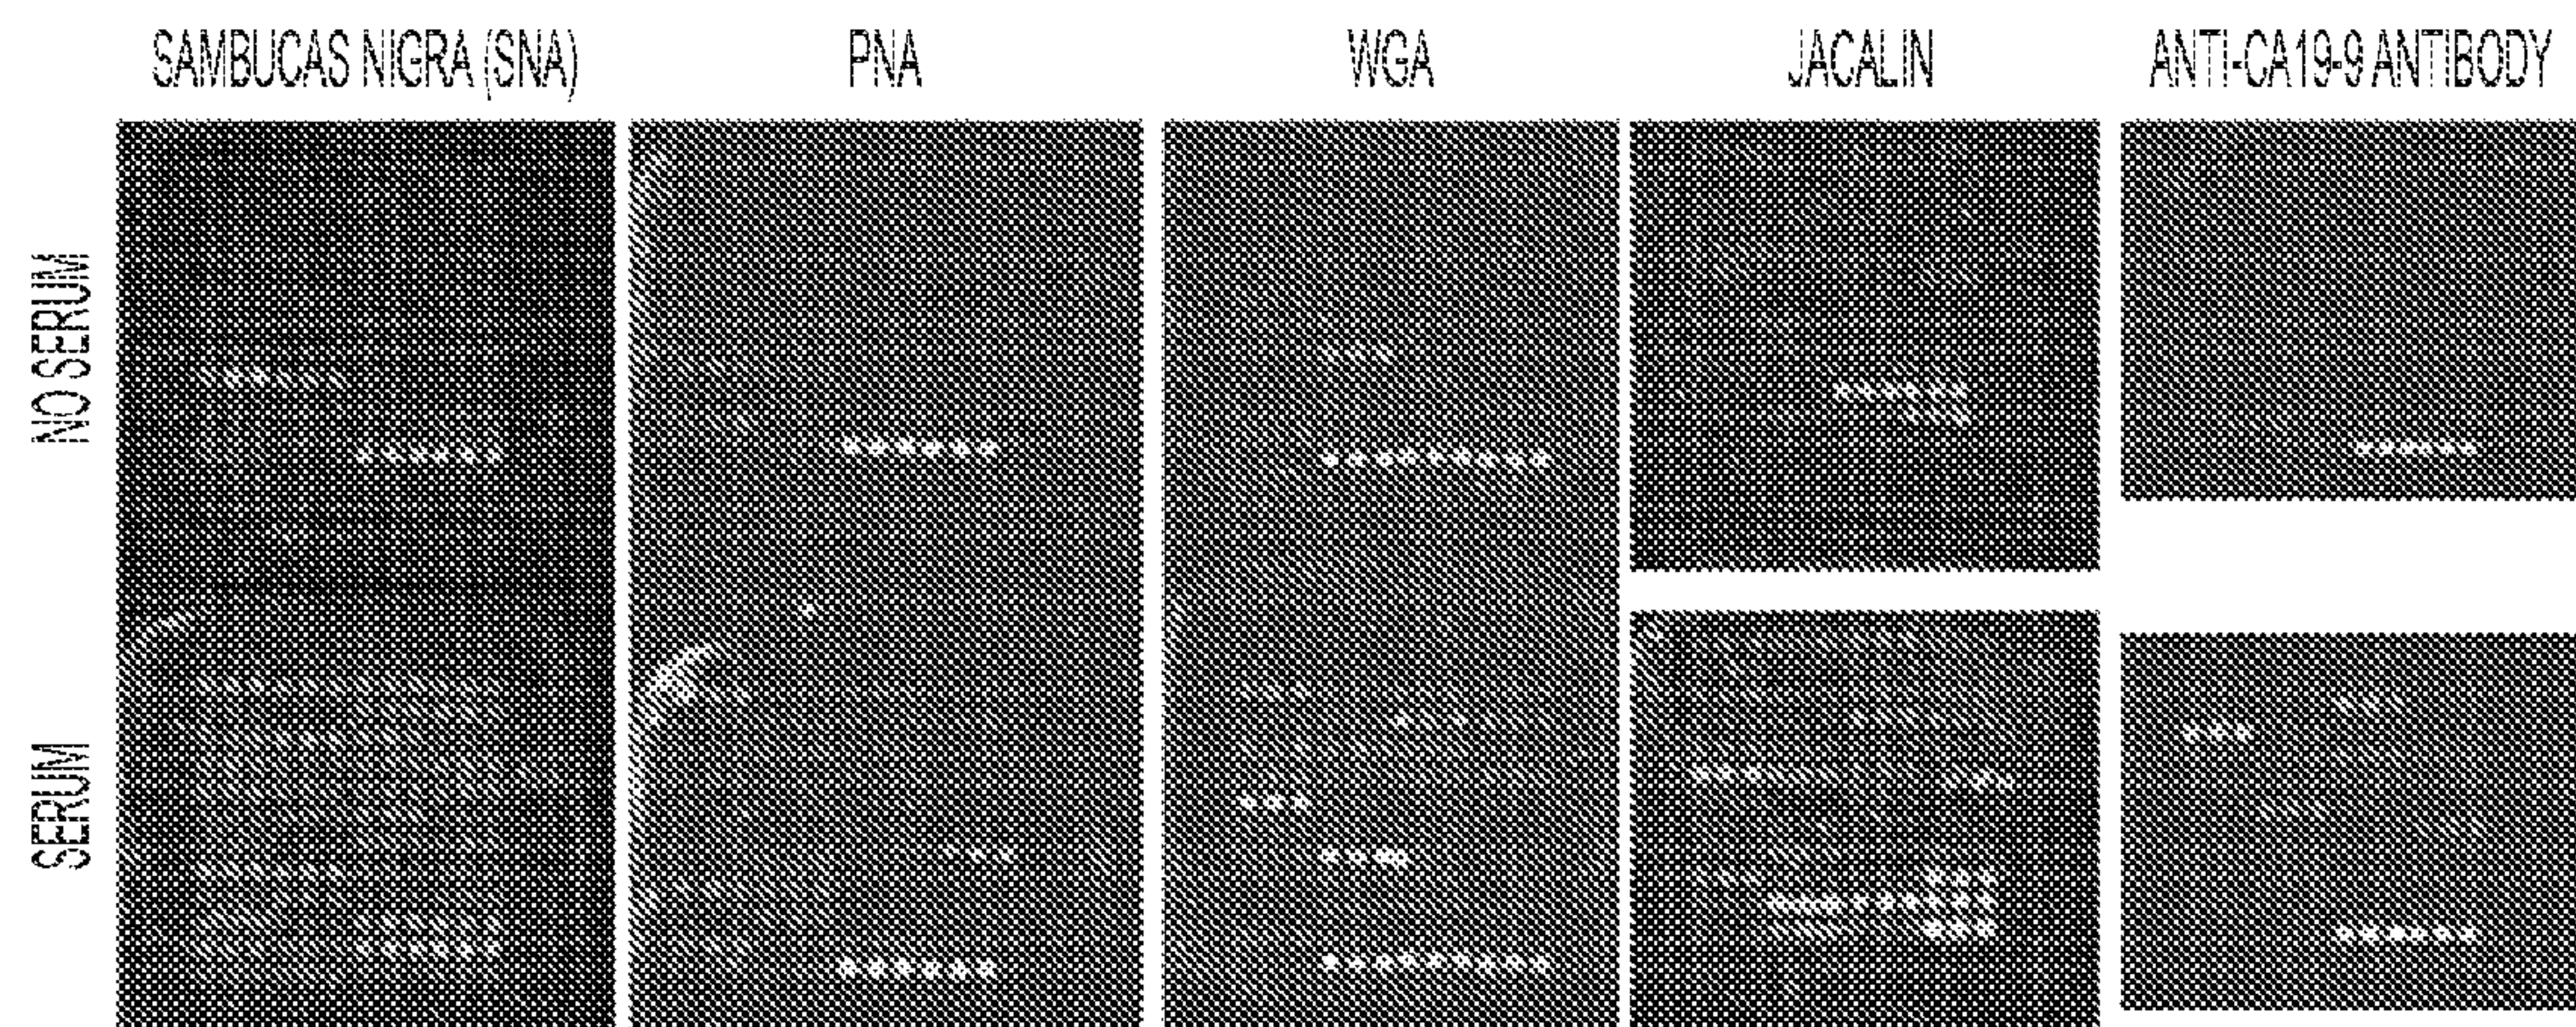 SAMBUCAS NIGRA (SNA)
PNA
WGA
JACALIN
ANTI-CA19-9 ANTIBODY
NO SERUM
SERUM